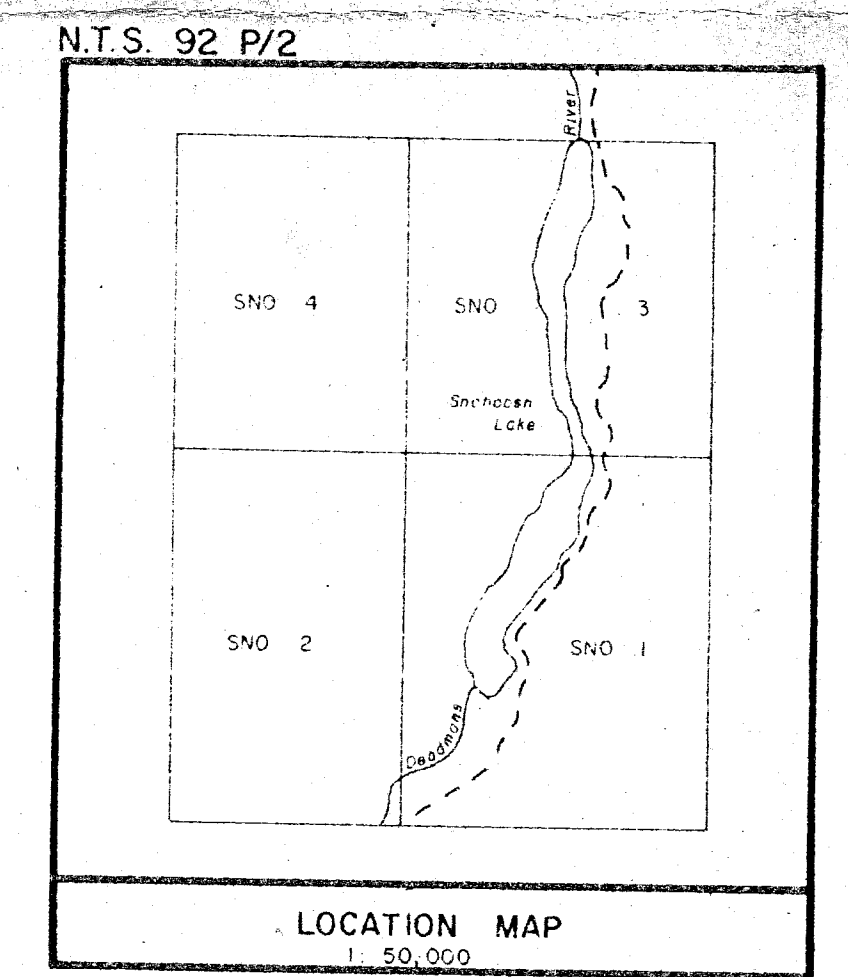 N.T.S. 92 P/2
River
SNO 4
SNO 3
Snohoosh
Lake
SNO 2
SNO 1
Deadmans
LOCATION MAP
1: 50,000